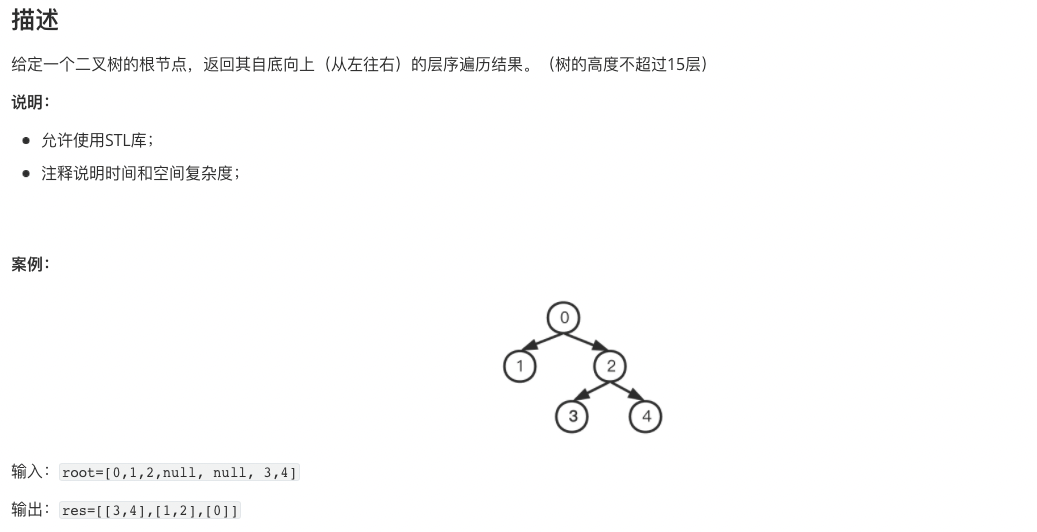 描述
给定一个二叉树的根节点，返回其自底向上（从左往右）的层序遍历结果。（树的高度不超过15层）
说明：
允许使用STL库；
注释说明时间和空间复杂度；
案例：
0
1
2
3
4
输入：root=[0,1,2,null, null, 3,4]
输出：res=[[3,4],[1,2],[0]]